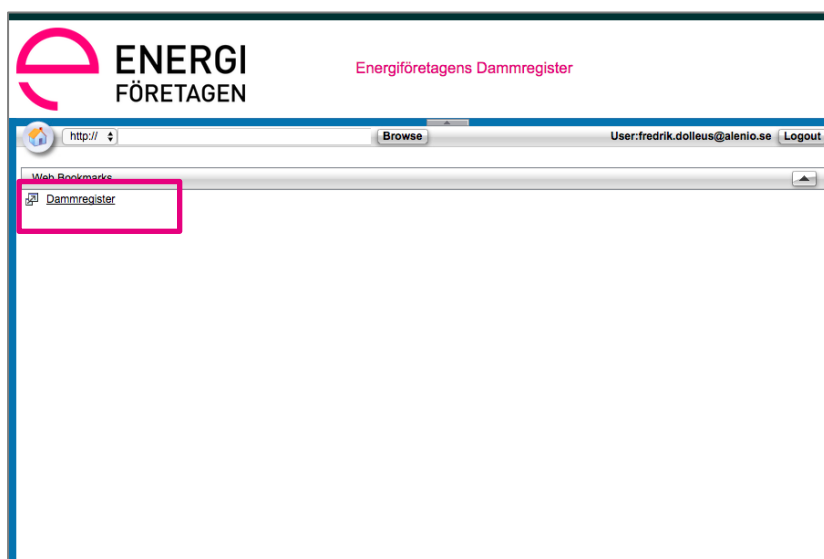 ENERGI
FÖRETAGEN
Energiföretagens Dammregister
http://
Browse
User:fredrik.dolleus@alenio.se
Logout
Web Bookmarks
Dammregister